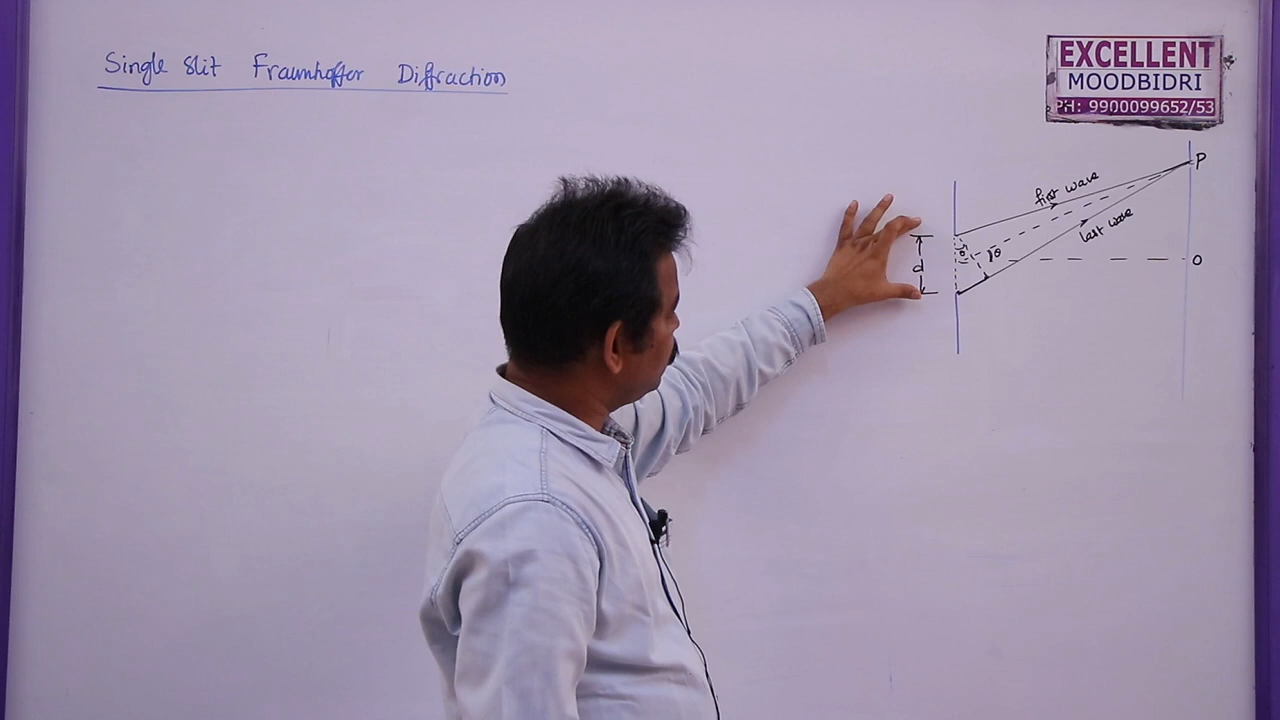 Single slit Fraunhoffer Diffraction
EXCELLENT
MOODBIDRI
PH: 9900099652/53
P
first wave
last wave
θ
θ
O
d